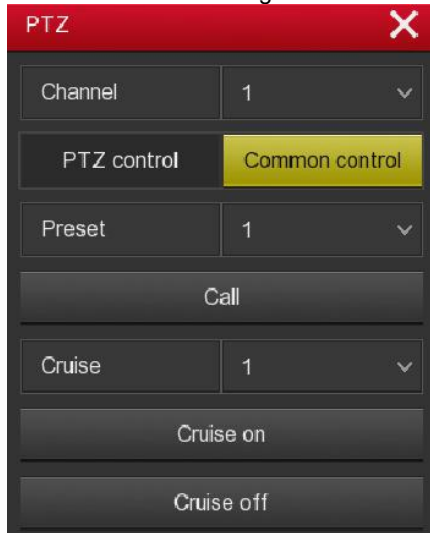 PTZ
Channel 1
PTZ control Common control
Preset 1
Call
Cruise 1
Cruise on
Cruise off